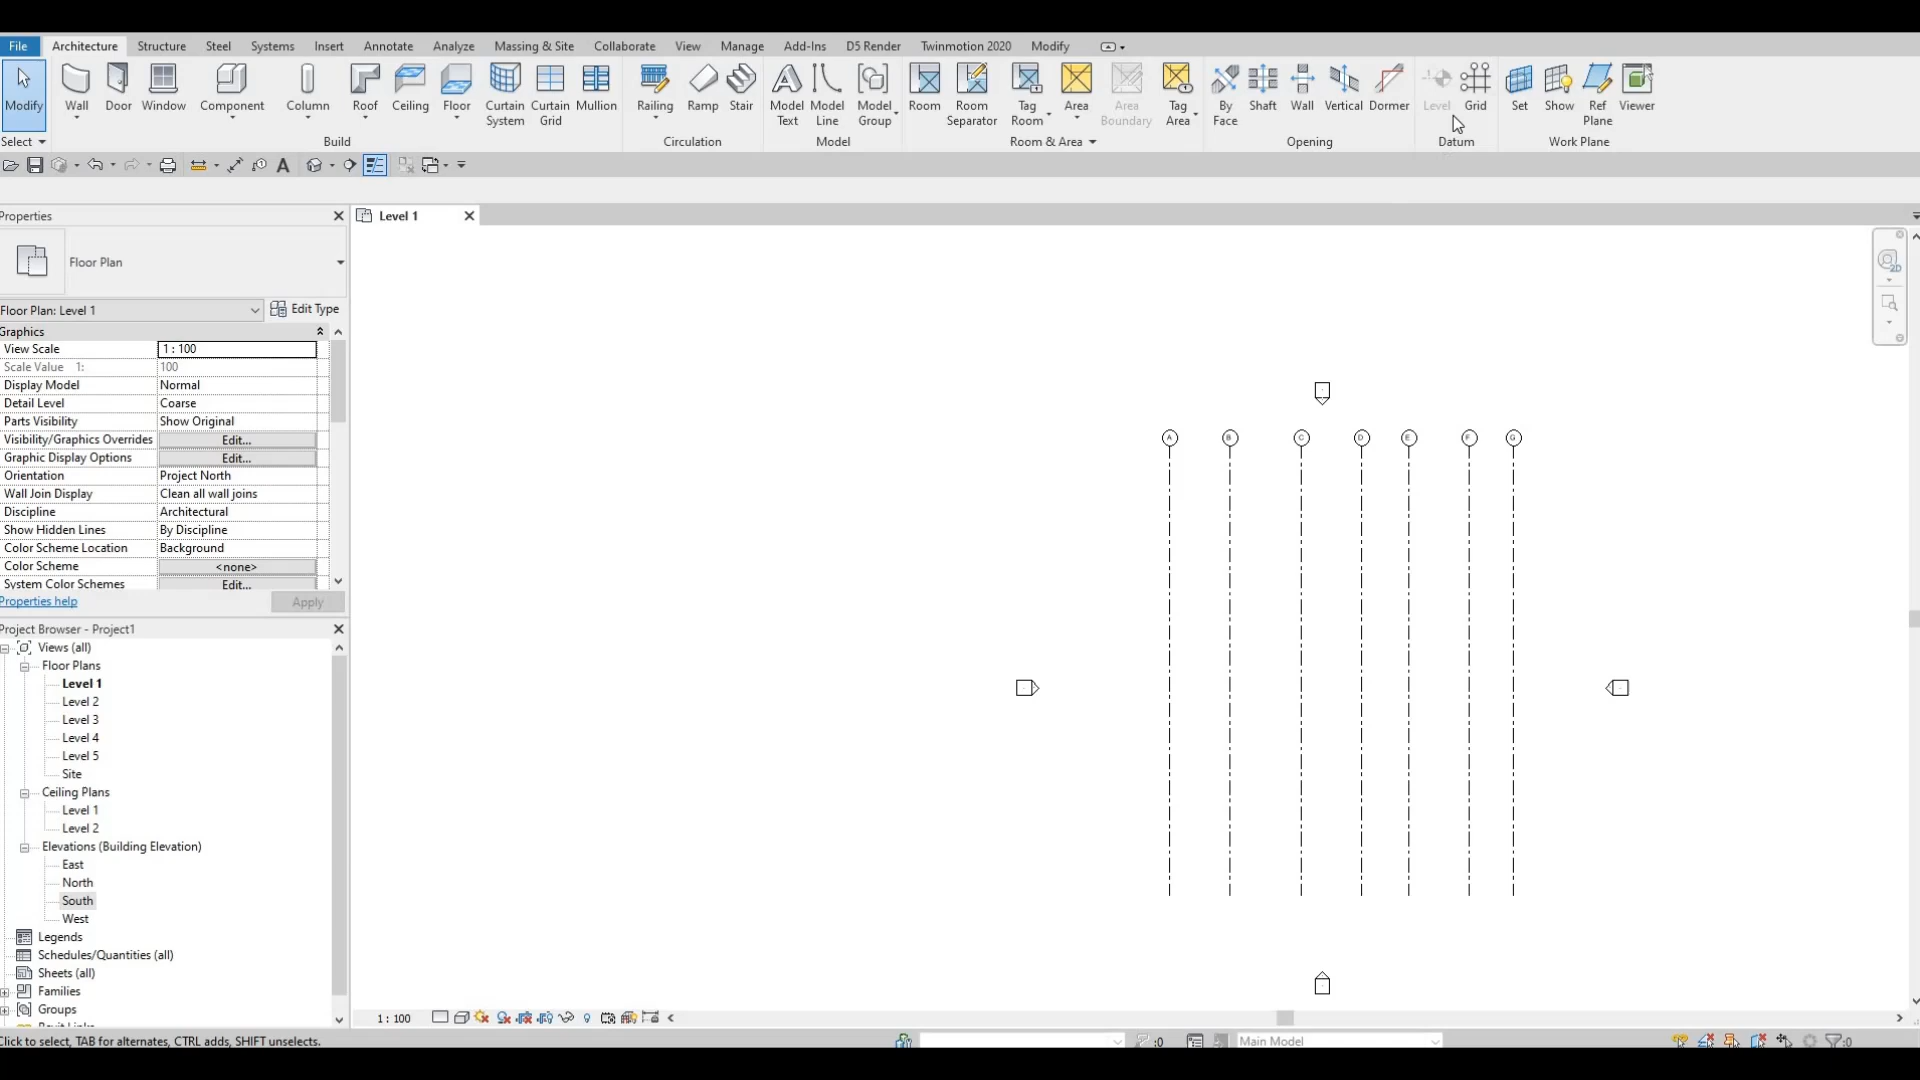 File Architecture Structure Steel Systems Insert Annotate Analyze Massing & Site Collaborate View Manage Add-Ins D5 Render Twinmotion 2020 Modify
Modify Wall Door Window Component Column Roof Ceiling Floor Curtain System Curtain Grid Mullion Railing Ramp Stair Model Text Model Line Model Group Room Room Separator Tag Room Area Area Boundary Tag Area By Face Shaft Wall Vertical Dormer Level Grid Set Show Ref Plane Viewer
Select Build Circulation Model Room & Area Opening Datum Work Plane
Properties
Level 1
Floor Plan
Floor Plan: Level 1 Edit Type
Graphics
View Scale 1 : 100
Scale Value 1: 100
Display Model Normal
Detail Level Coarse
Parts Visibility Show Original
Visibility/Graphics Overrides Edit...
Graphic Display Options Edit...
Orientation Project North
Wall Join Display Clean all wall joins
Discipline Architectural
Show Hidden Lines By Discipline
Color Scheme Location Background
Color Scheme <none>
System Color Schemes Edit...
Properties help Apply
Project Browser - Project1
Views (all)
Floor Plans
Level 1
Level 2
Level 3
Level 4
Level 5
Site
Ceiling Plans
Level 1
Level 2
Elevations (Building Elevation)
East
North
South
West
Legends
Schedules/Quantities (all)
Sheets (all)
Families
Groups
Revit Links
A B C D E F G
2D
1 : 100
Click to select, TAB for alternates, CTRL adds, SHIFT unselects.
:0 Main Model :0